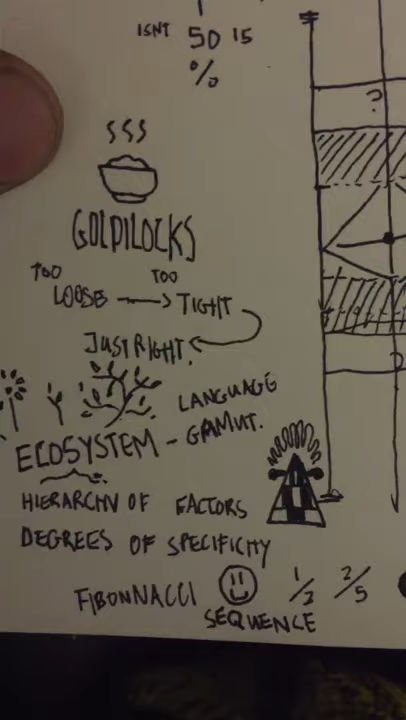 ISNT 50 15
%
?
GOLDILOCKS
TOO TOO
LOOSE TIGHT
JUST RIGHT.
LANGUAGE
ECOSYSTEM - GAMUT.
HIERARCHY OF FACTORS
DEGREES OF SPECIFICITY
?
FIBONNACCI 1/3 2/5
SEQUENCE